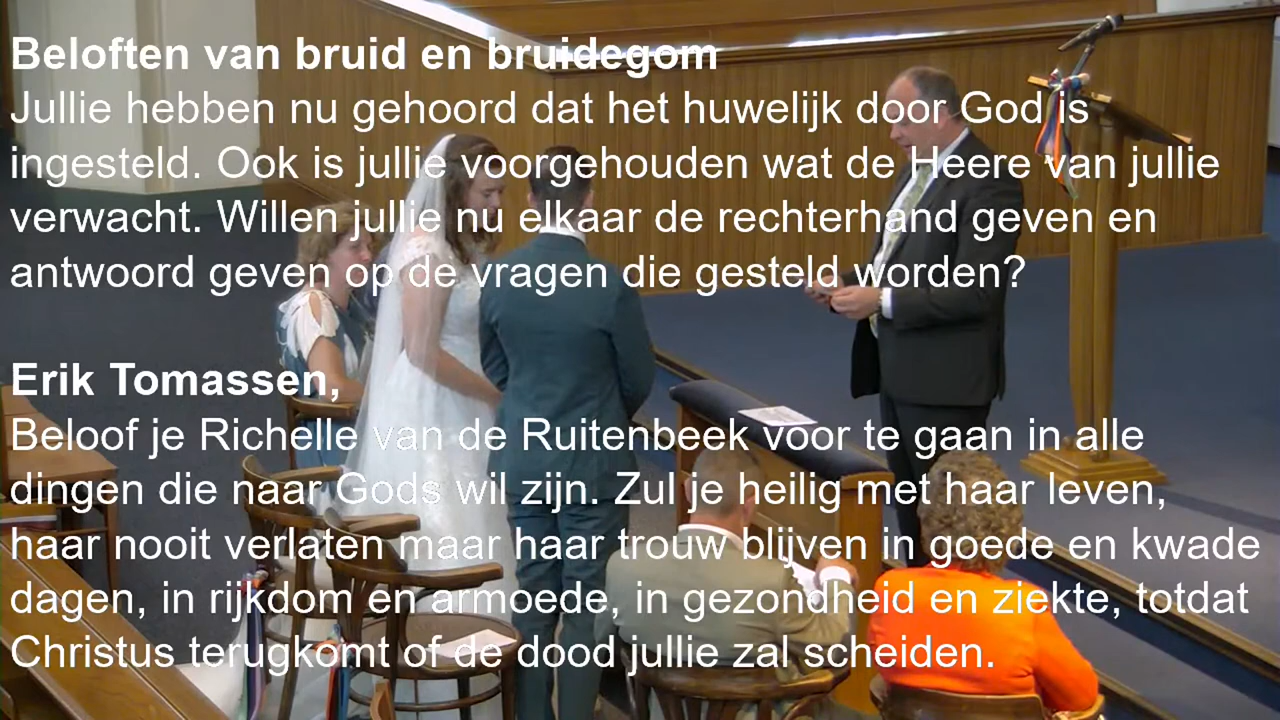 Beloften van bruid en bruidegom
Jullie hebben nu gehoord dat het huwelijk door God is
ingesteld. Ook is jullie voorgehouden wat de Heere van jullie
verwacht. Willen jullie nu elkaar de rechterhand geven en
antwoord geven op de vragen die gesteld worden?
Erik Tomassen,
Beloof je Richelle van de Ruitenbeek voor te gaan in alle
dingen die naar Gods wil zijn. Zul je heilig met haar leven,
haar nooit verlaten maar haar trouw blijven in goede en kwade
dagen, in rijkdom en armoede, in gezondheid en ziekte, totdat
Christus terugkomt of de dood jullie zal scheiden.